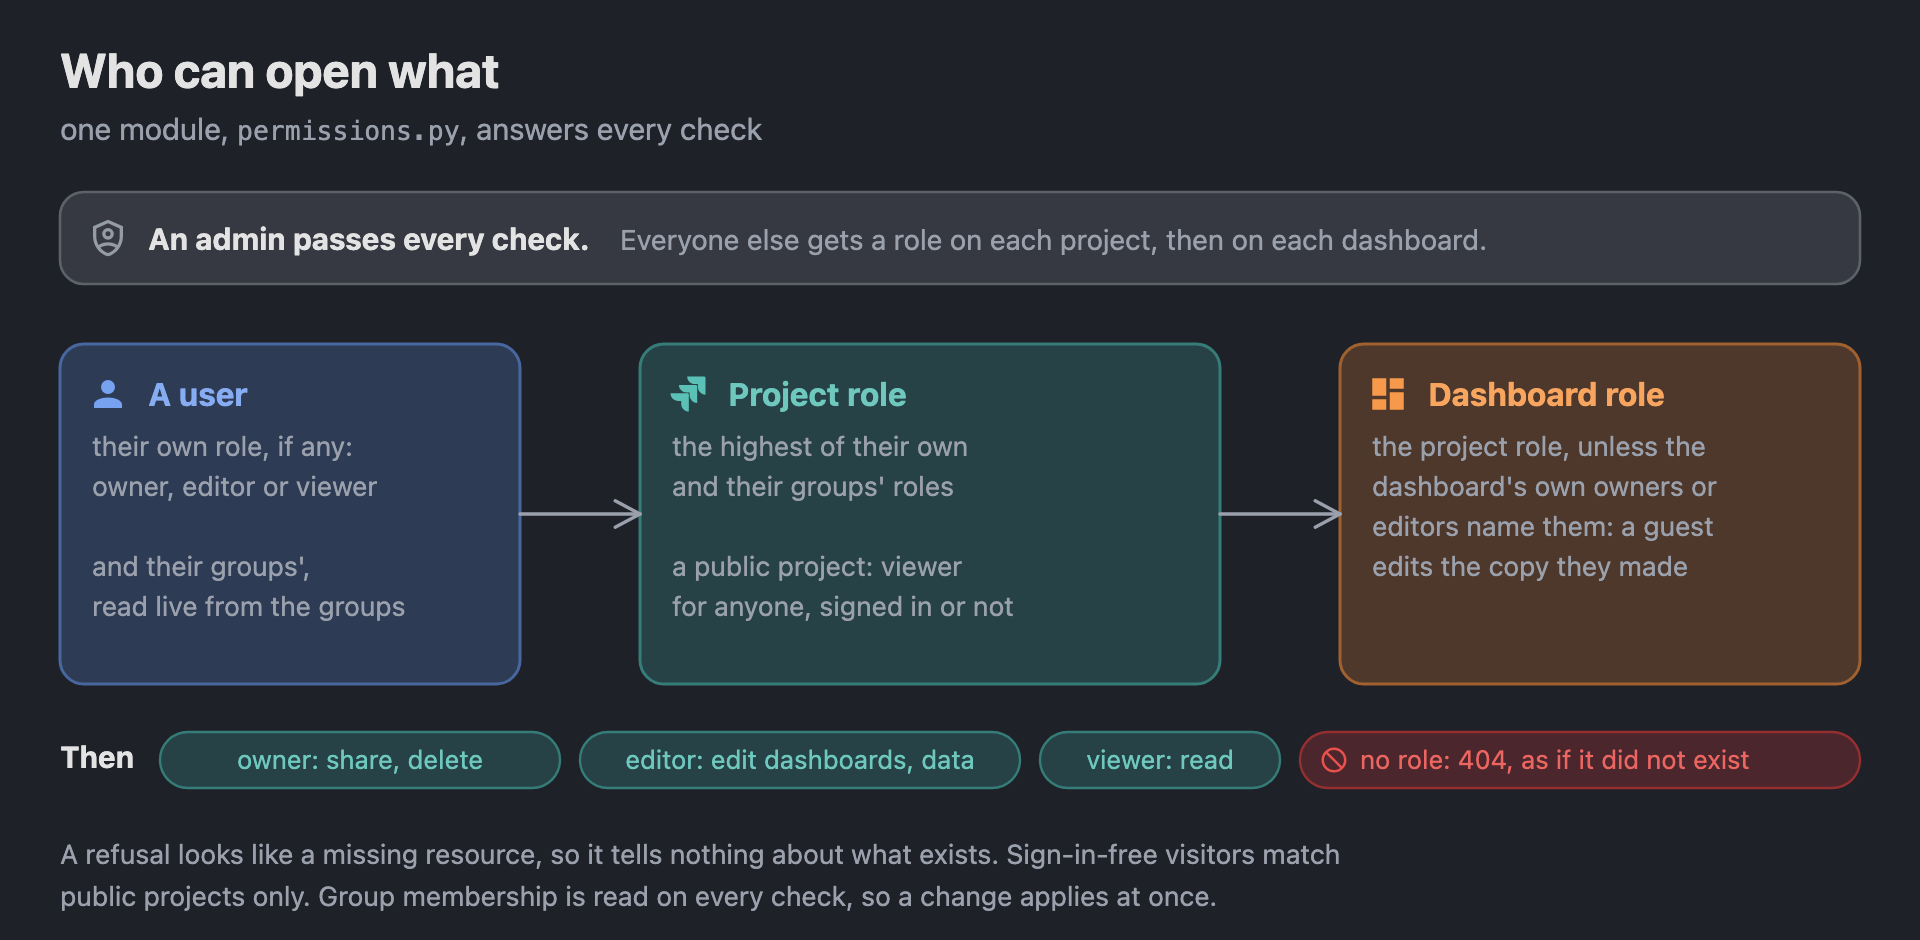 Who can open what
one module, permissions.py, answers every check
An admin passes every check. Everyone else gets a role on each project, then on each dashboard.
A user
their own role, if any:
owner, editor or viewer
and their groups',
read live from the groups
Project role
the highest of their own
and their groups' roles
a public project: viewer
for anyone, signed in or not
Dashboard role
the project role, unless the
dashboard's own owners or
editors name them: a guest
edits the copy they made
Then
owner: share, delete
editor: edit dashboards, data
viewer: read
no role: 404, as if it did not exist
A refusal looks like a missing resource, so it tells nothing about what exists. Sign-in-free visitors match
public projects only. Group membership is read on every check, so a change applies at once.